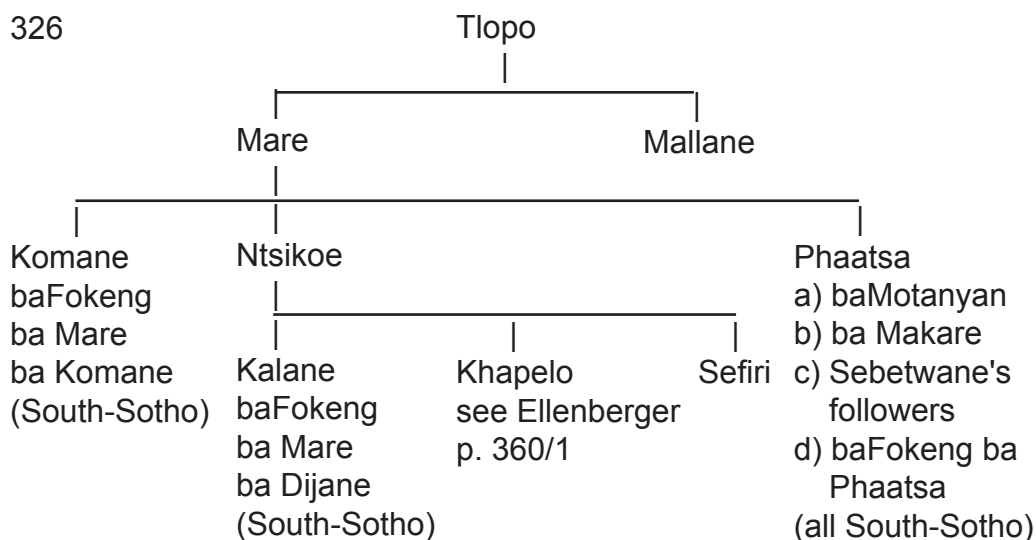 326
Tlopo
Mare
Mallane
Komane
baFokeng
ba Mare
ba Komane
(South-Sotho)
Ntsikoe
Kalane
baFokeng
ba Mare
ba Dijane
(South-Sotho)
Khapelo
see Ellenberger
p. 360/1
Sefiri
Phaatsa
a) baMotanyan
b) ba Makare
c) Sebetwane's
followers
d) baFokeng ba
Phaatsa
(all South-Sotho)